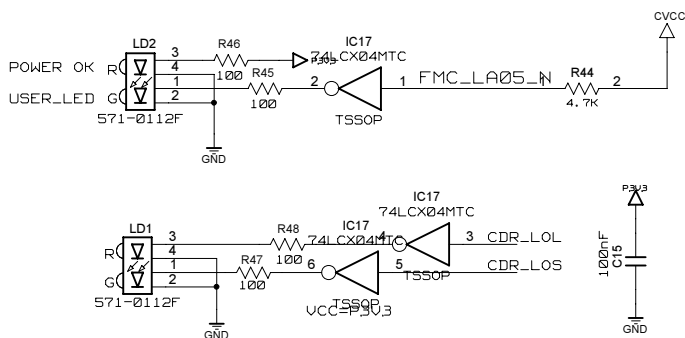 CVCC
LD2
R46
IC17
74LCX04MTC
P3V3
3
4
1
2
R
G
POWER OK
USER_LED
571-0112F
100
R45
100
2
1
FMC_LA05_N
1
R44
2
4.7K
TSSOP
GND
LD1
R48
IC17
74LCX04MTC
IC17
74LCX04MTC
3
4
1
2
R
G
571-0112F
100
R47
100
4
3
CDR_LOL
6
5
CDR_LOS
TSSOP
TSSOP
VCC=P3V3
GND
P3V3
100nF
C15
GND